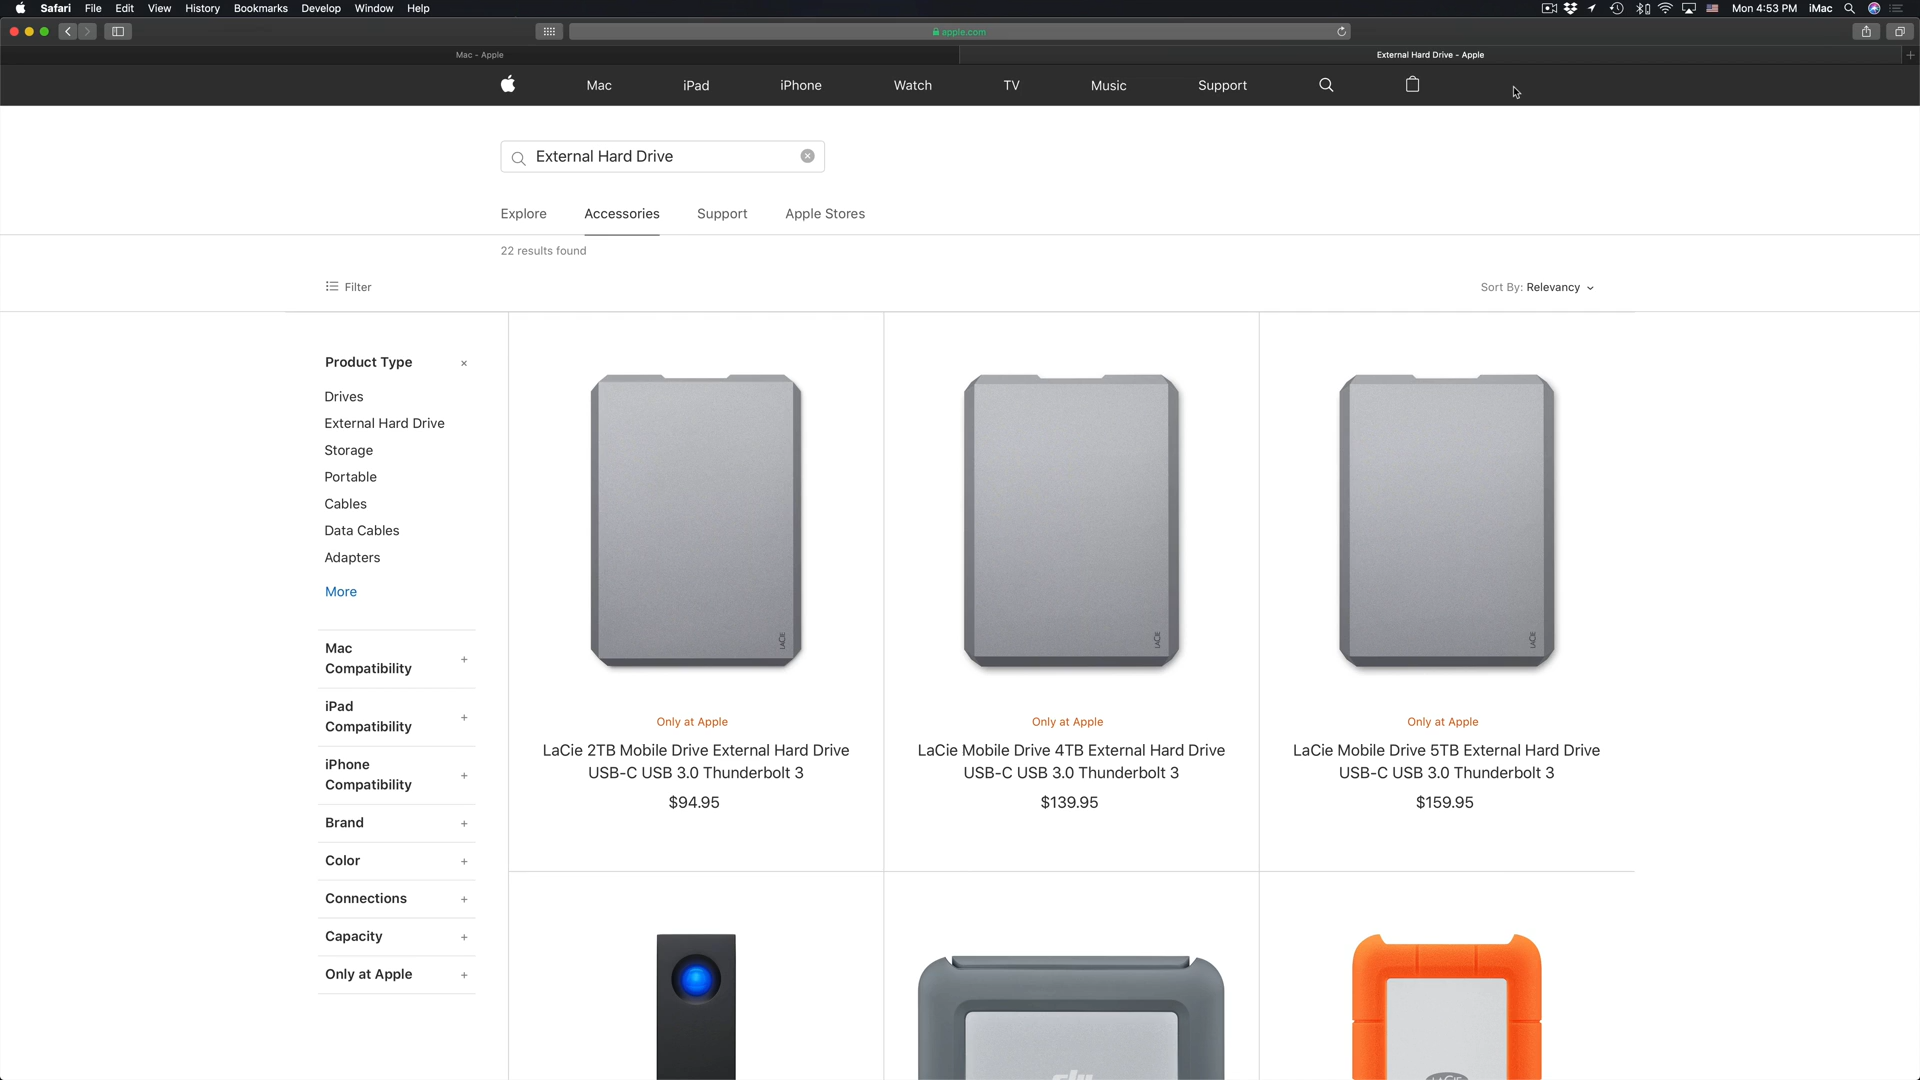 Safari File Edit View History Bookmarks Develop Window Help Mon 4:53 PM iMac
apple.com
Mac - Apple
External Hard Drive - Apple
Mac iPad iPhone Watch TV Music Support
External Hard Drive
Explore Accessories Support Apple Stores
22 results found
Filter
Sort By: Relevancy
Product Type
Drives
External Hard Drive
Storage
Portable
Cables
Data Cables
Adapters
More
Mac
Compatibility
iPad
Compatibility
iPhone
Compatibility
Brand
Color
Connections
Capacity
Only at Apple
LACIE
Only at Apple
LaCie 2TB Mobile Drive External Hard Drive
USB-C USB 3.0 Thunderbolt 3
$94.95
LACIE
Only at Apple
LaCie Mobile Drive 4TB External Hard Drive
USB-C USB 3.0 Thunderbolt 3
$139.95
LACIE
Only at Apple
LaCie Mobile Drive 5TB External Hard Drive
USB-C USB 3.0 Thunderbolt 3
$159.95
dji
LACIE